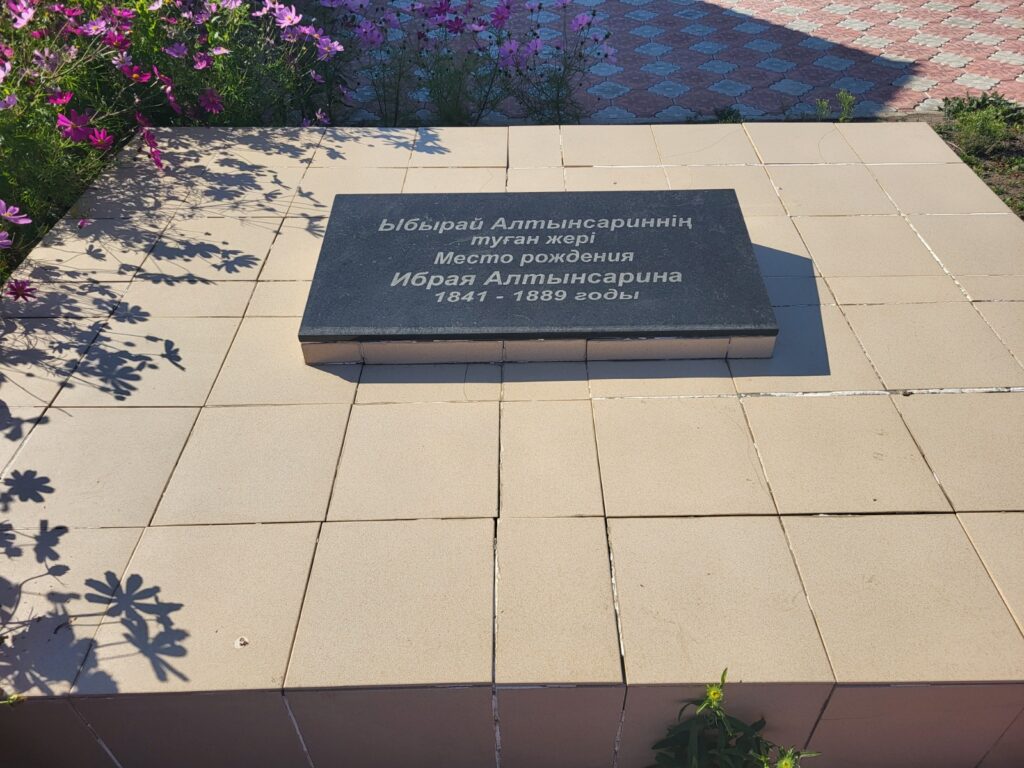 Ыбырай Алтынсариннің
туған жері
Место рождения
Ибрая Алтынсарина
1841 - 1889 годы